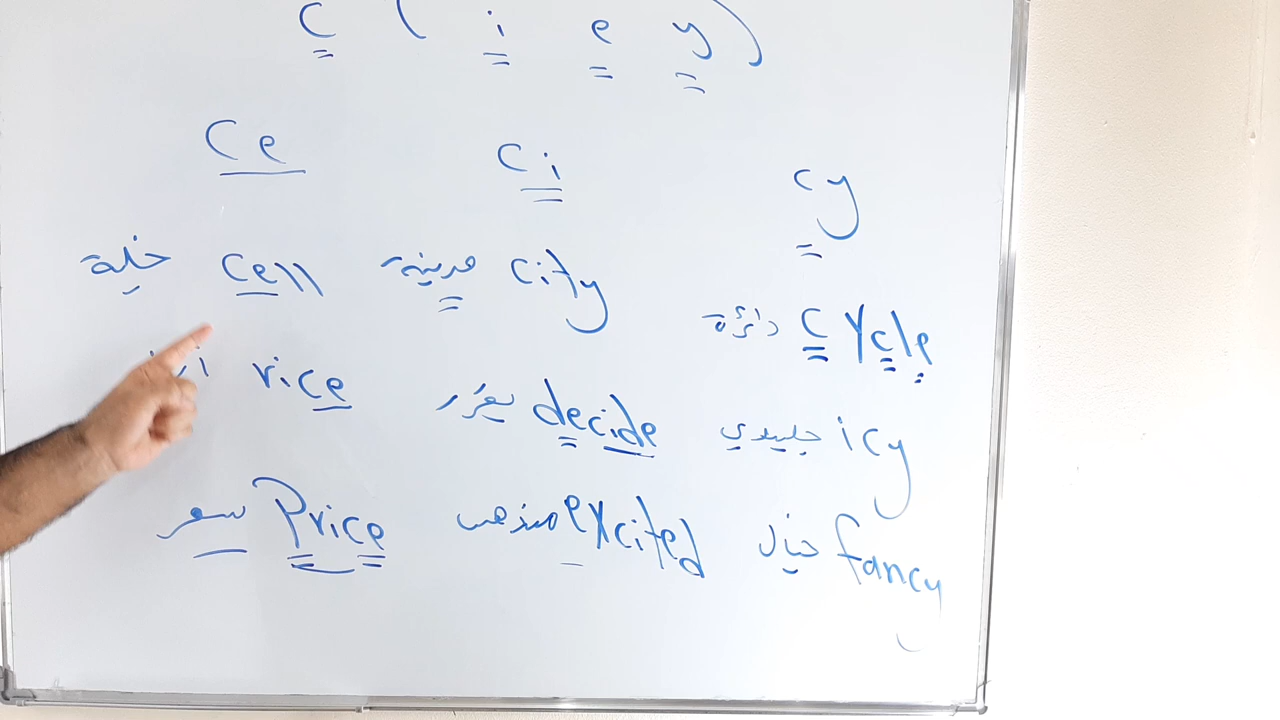 C ( i e y )
Ce ci cy
خلية cell مدينة city
دائرة cycle
rice يقرر decide جليدي icy
سعر Price excited خيال fancy